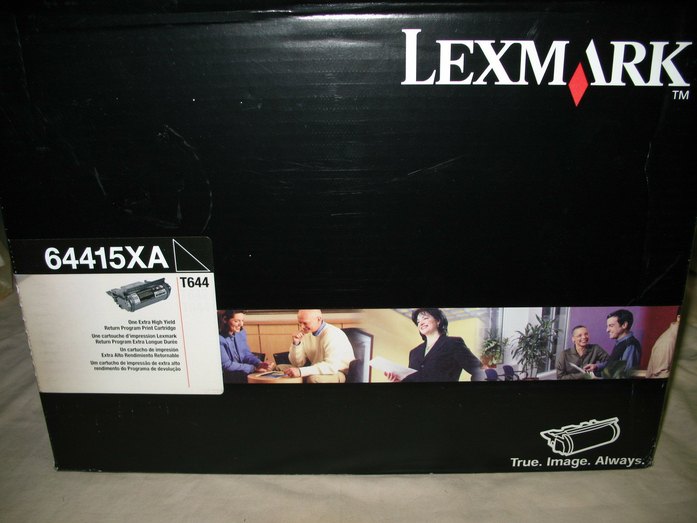 LEXMARK
TM
64415XA
T644
One Extra High Yield
Return Program Print Cartridge
Une cartouche d'impression Lexmark
Return Program Extra Longue Durée
Un cartucho de impresión
Extra Alto Rendimiento Retornable
Um cartucho de impressão de extra alto
rendimento do Programa de devolução
True. Image. Always.